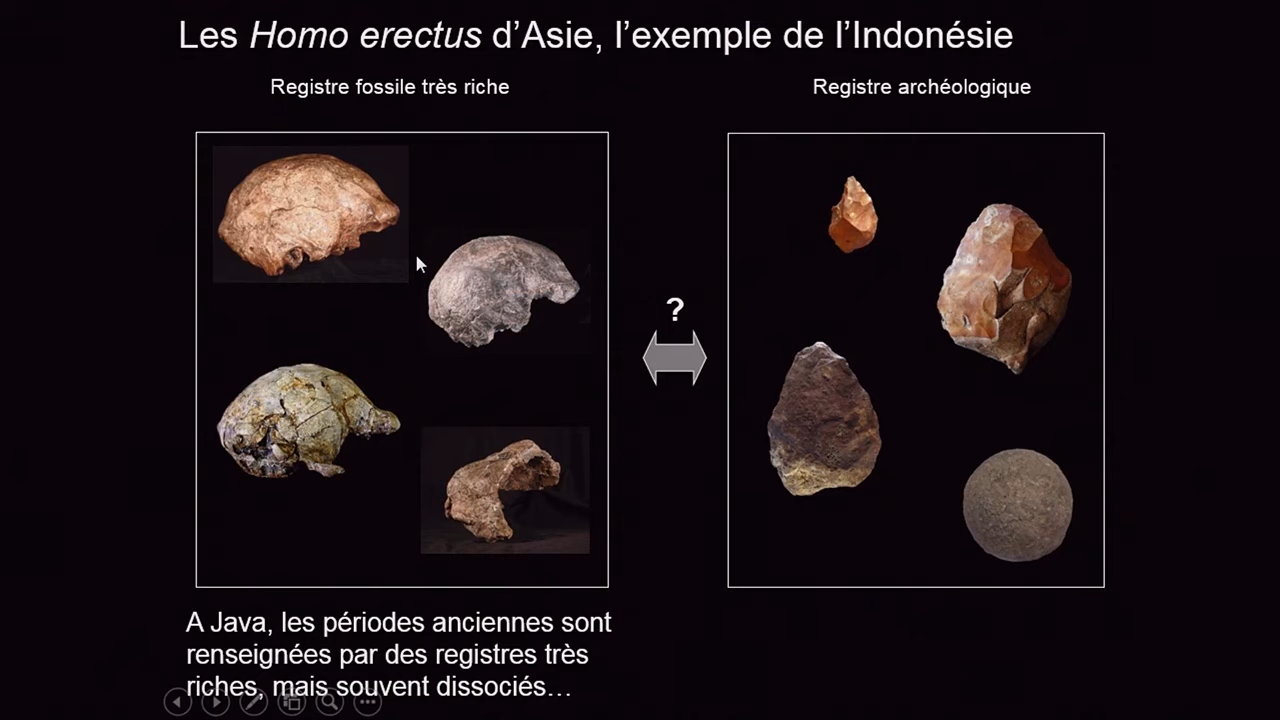 Les Homo erectus d’Asie, l’exemple de l’Indonésie
Registre fossile très riche
Registre archéologique
?
A Java, les périodes anciennes sont
renseignées par des registres très
riches, mais souvent dissociés…